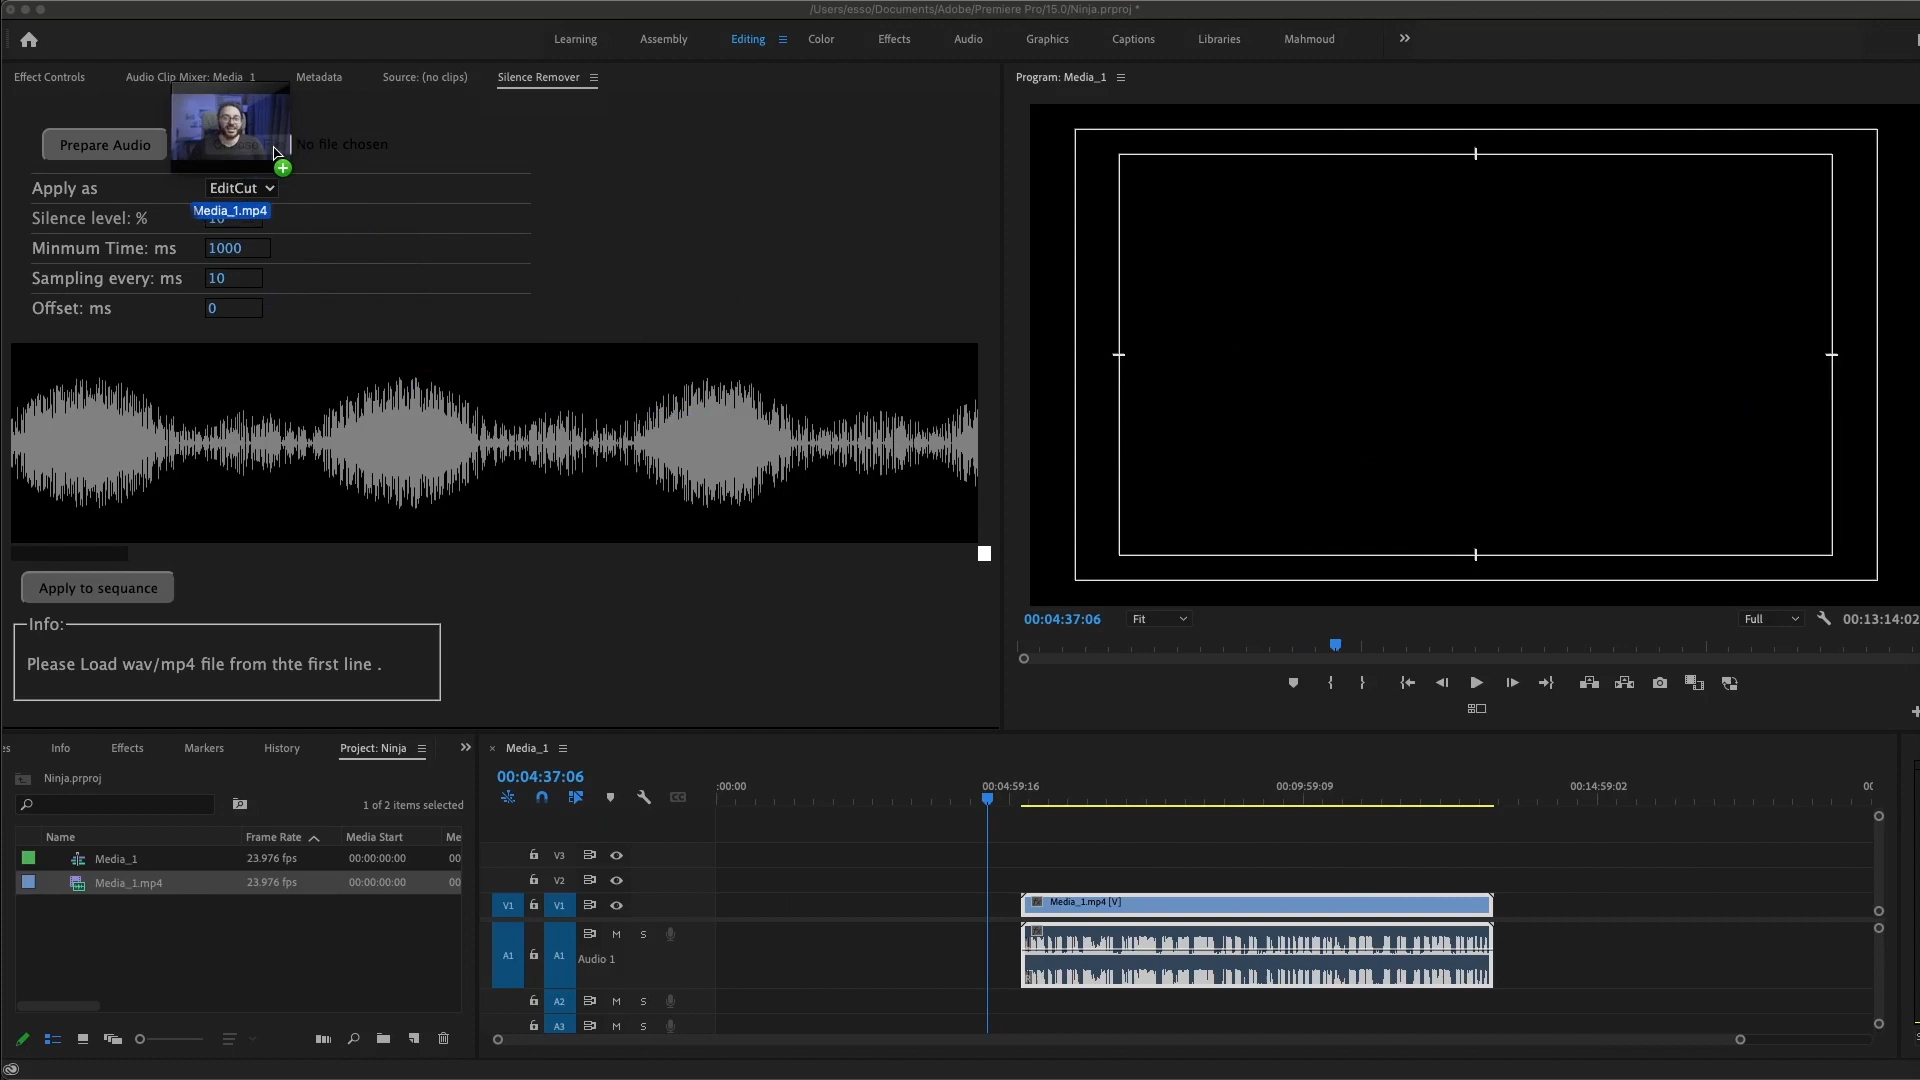 /Users/esso/Documents/Adobe/Premiere Pro/15.0/Ninja.prproj *
Learning Assembly Editing Color Effects Audio Graphics Captions Libraries Mahmoud
Effect Controls Audio Clip Mixer: Media_1 Metadata Source: (no clips) Silence Remover
Program: Media_1
Prepare Audio No file chosen
Apply as EditCut
Media_1.mp4
Silence level: % 10
Minmum Time: ms 1000
Sampling every: ms 10
Offset: ms 0
Apply to sequance
Info:
Please Load wav/mp4 file from thte first line .
00:04:37:06 Fit Full 00:13:14:02
es Info Effects Markers History Project: Ninja
Ninja.prproj
1 of 2 items selected
Name Frame Rate Media Start Me
Media_1 23.976 fps 00:00:00:00 00
Media_1.mp4 23.976 fps 00:00:00:00 00
× Media_1
00:04:37:06
:00:00 00:04:59:16 00:09:59:09 00:14:59:02 00
V3
V2
V1 V1 Media_1.mp4 [V]
M S
A1 A1 Audio 1
A2 M S
A3 M S